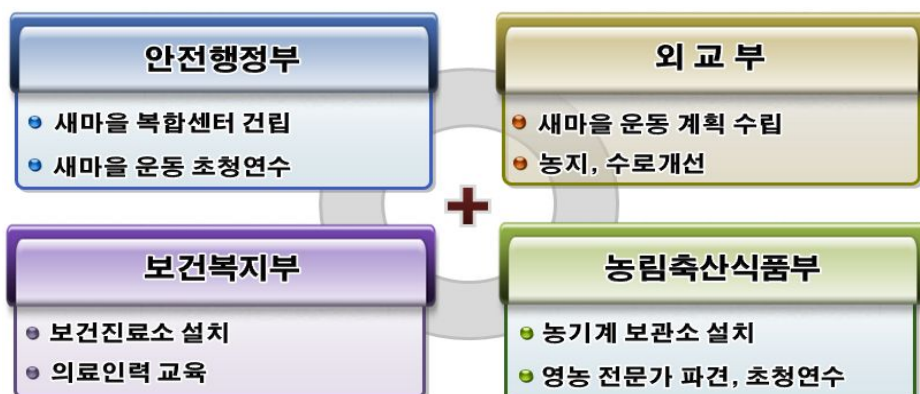 안전행정부
새마을 복합센터 건립
새마을 운동 초청연수
외 교 부
새마을 운동 계획 수립
농지, 수로개선
보건복지부
보건진료소 설치
의료인력 교육
농림축산식품부
농기계 보관소 설치
영농 전문가 파견, 초청연수